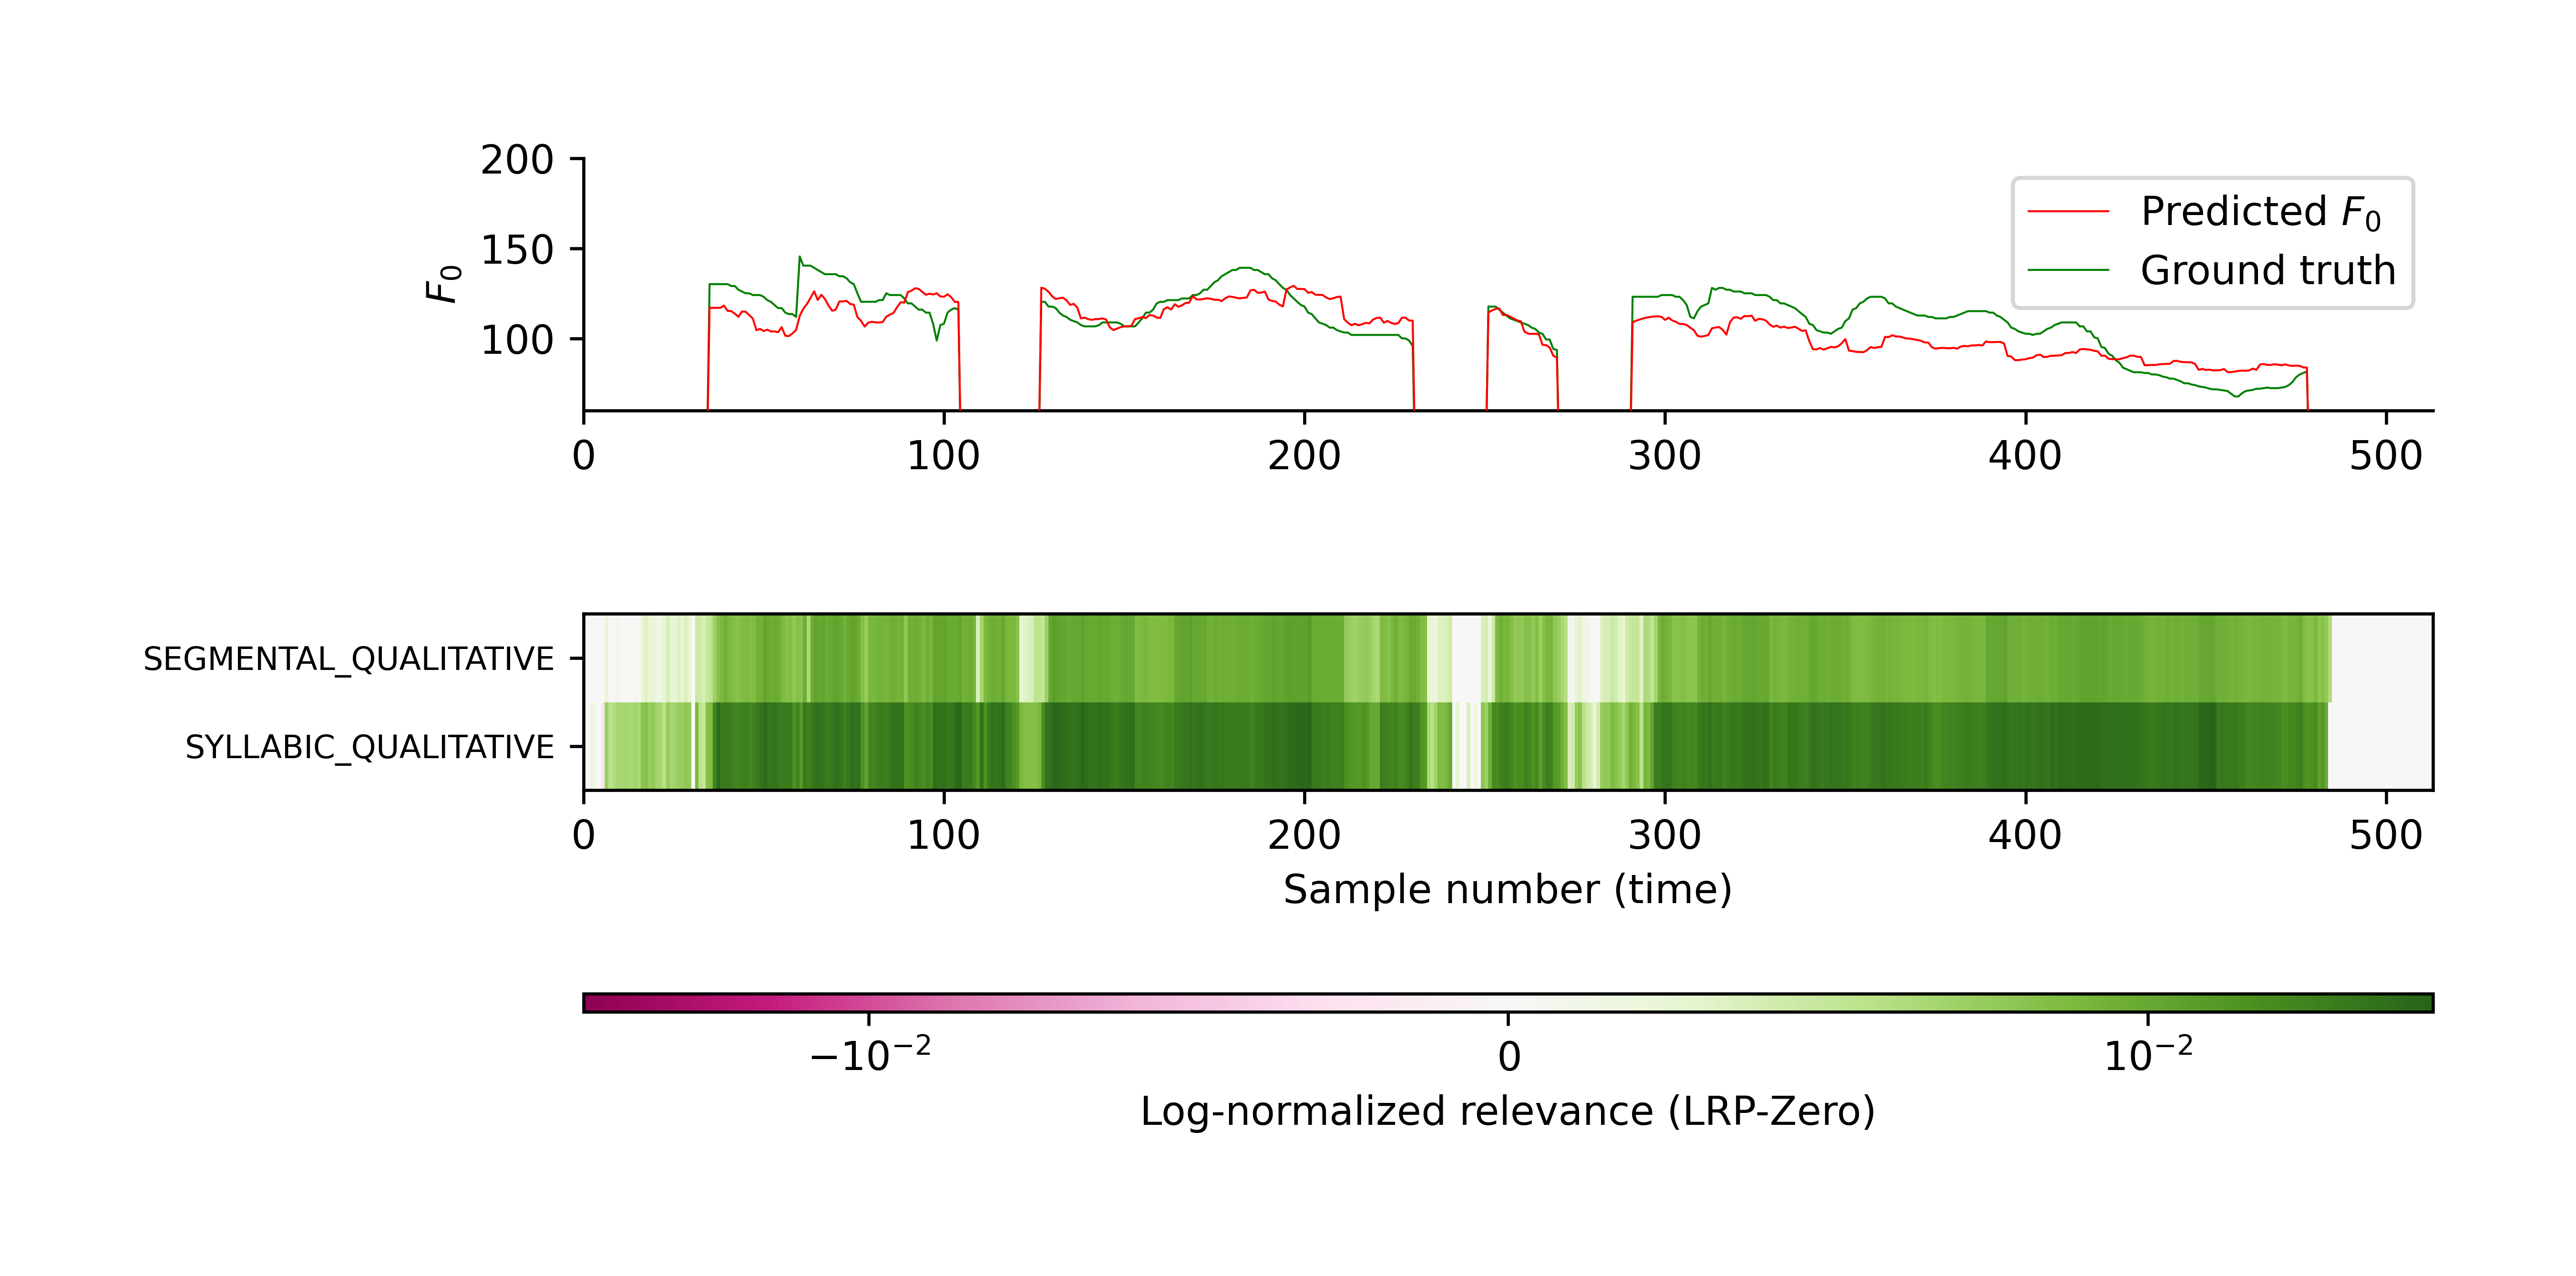 200
150
100
F₀
Predicted F₀
Ground truth
0 100 200 300 400 500
SEGMENTAL_QUALITATIVE
SYLLABIC_QUALITATIVE
0 100 200 300 400 500
Sample number (time)
−10⁻² 0 10⁻²
Log-normalized relevance (LRP-Zero)